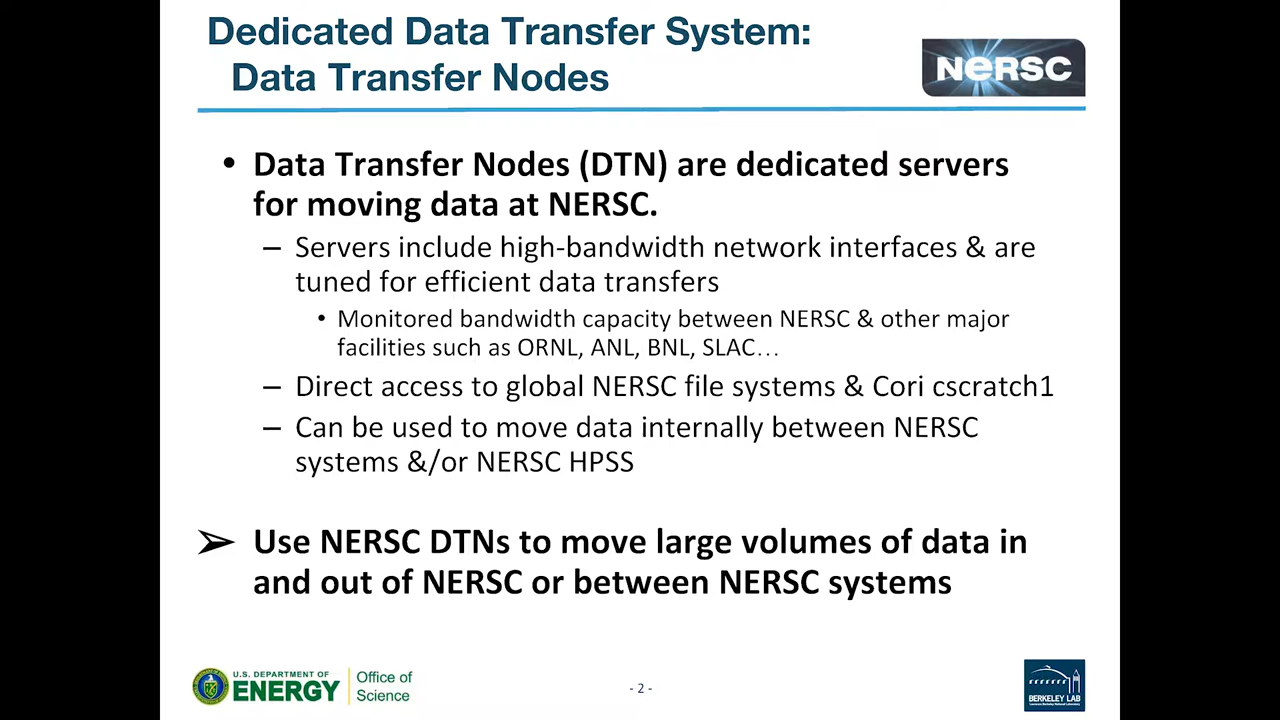 Dedicated Data Transfer System:
Data Transfer Nodes
NERSC
• Data Transfer Nodes (DTN) are dedicated servers
for moving data at NERSC.
– Servers include high-bandwidth network interfaces & are
tuned for efficient data transfers
• Monitored bandwidth capacity between NERSC & other major
facilities such as ORNL, ANL, BNL, SLAC…
– Direct access to global NERSC file systems & Cori cscratch1
– Can be used to move data internally between NERSC
systems &/or NERSC HPSS
➢ Use NERSC DTNs to move large volumes of data in
and out of NERSC or between NERSC systems
U.S. DEPARTMENT OF
ENERGY
Office of
Science
- 2 -
BERKELEY LAB
Lawrence Berkeley National Laboratory